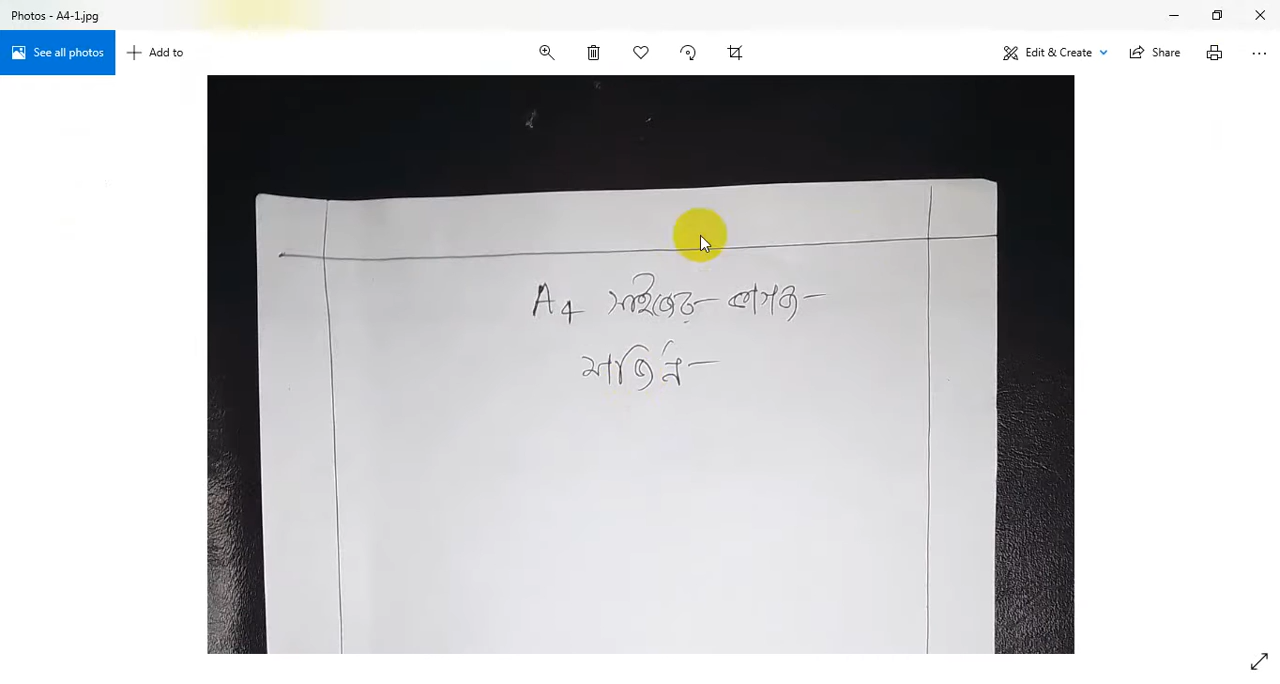 Photos - A4-1.jpg
See all photos
Add to
Edit & Create
Share
A4 সাইজের কাগজ
মার্জিন